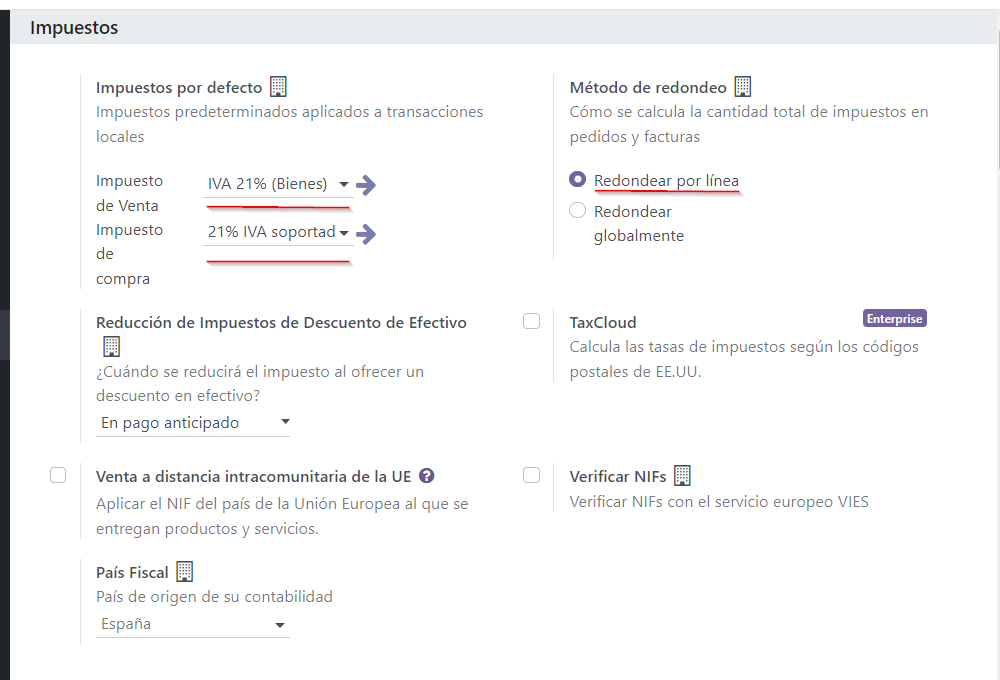 Impuestos
Impuestos por defecto
Impuestos predeterminados aplicados a transacciones
locales
Impuesto
de Venta
IVA 21% (Bienes)
Impuesto
de
compra
21% IVA soportad
Método de redondeo
Cómo se calcula la cantidad total de impuestos en
pedidos y facturas
Redondear por línea
Redondear
globalmente
Reducción de Impuestos de Descuento de Efectivo
¿Cuándo se reducirá el impuesto al ofrecer un
descuento en efectivo?
En pago anticipado
TaxCloud
Enterprise
Calcula las tasas de impuestos según los códigos
postales de EE.UU.
Venta a distancia intracomunitaria de la UE ?
Aplicar el NIF del país de la Unión Europea al que se
entregan productos y servicios.
Verificar NIFs
Verificar NIFs con el servicio europeo VIES
País Fiscal
País de origen de su contabilidad
España